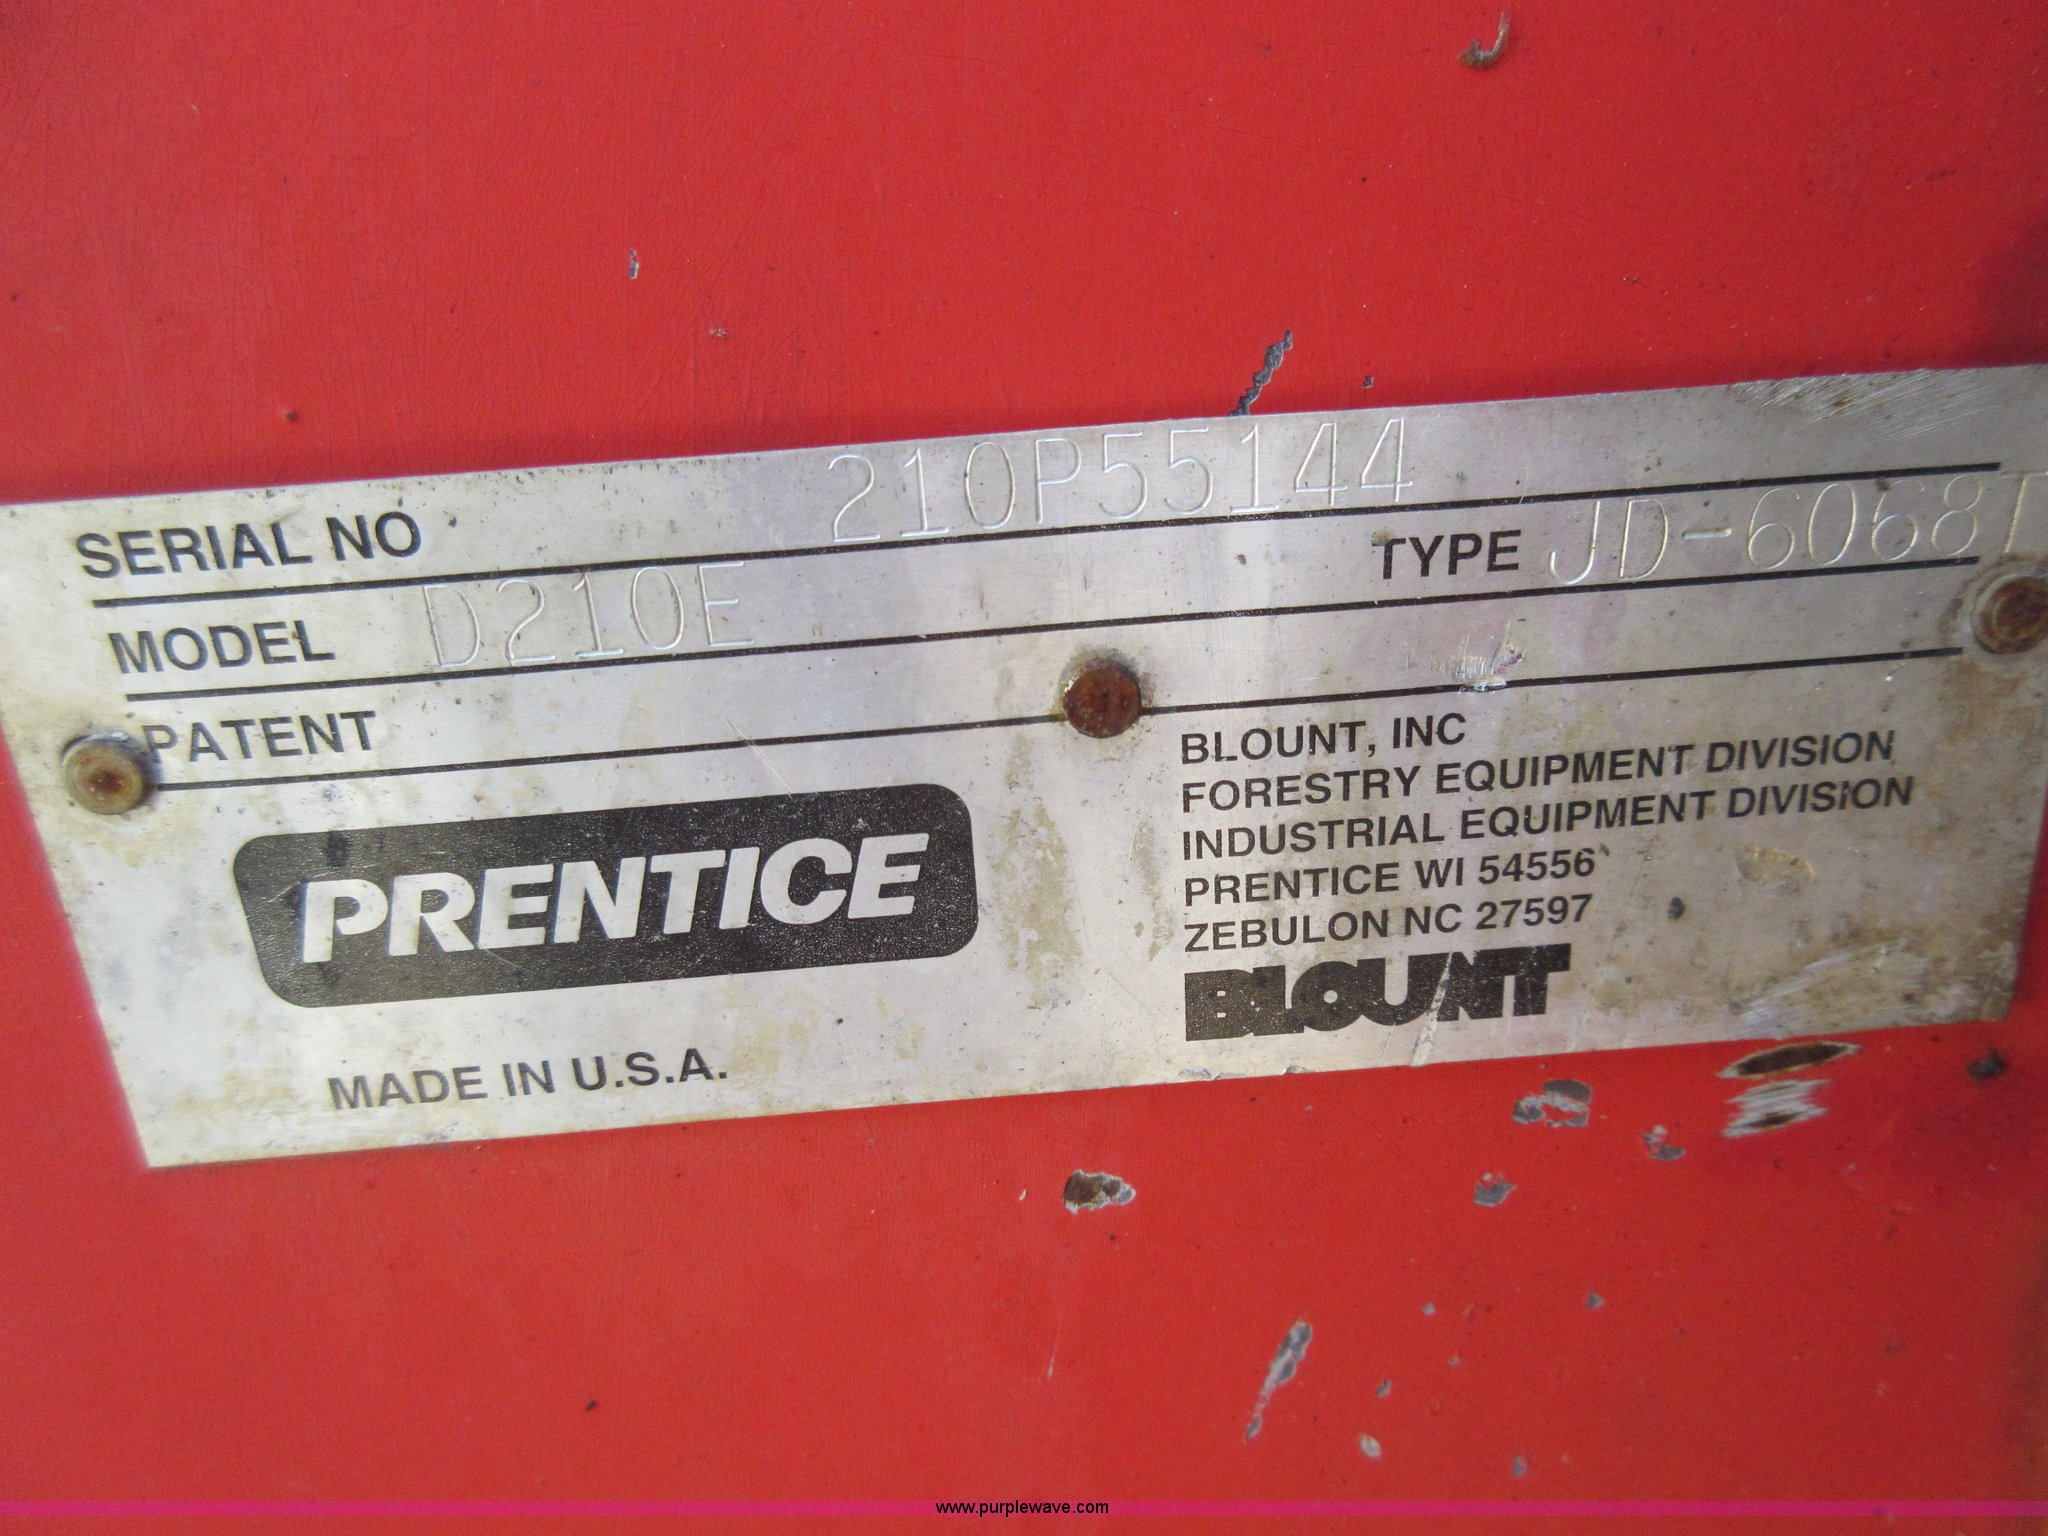 SERIAL NO 210P55144
MODEL D210E TYPE JD-6068T
PATENT
PRENTICE
MADE IN U.S.A.
BLOUNT, INC
FORESTRY EQUIPMENT DIVISION
INDUSTRIAL EQUIPMENT DIVISION
PRENTICE WI 54556
ZEBULON NC 27597
BLOUNT
www.purplewave.com